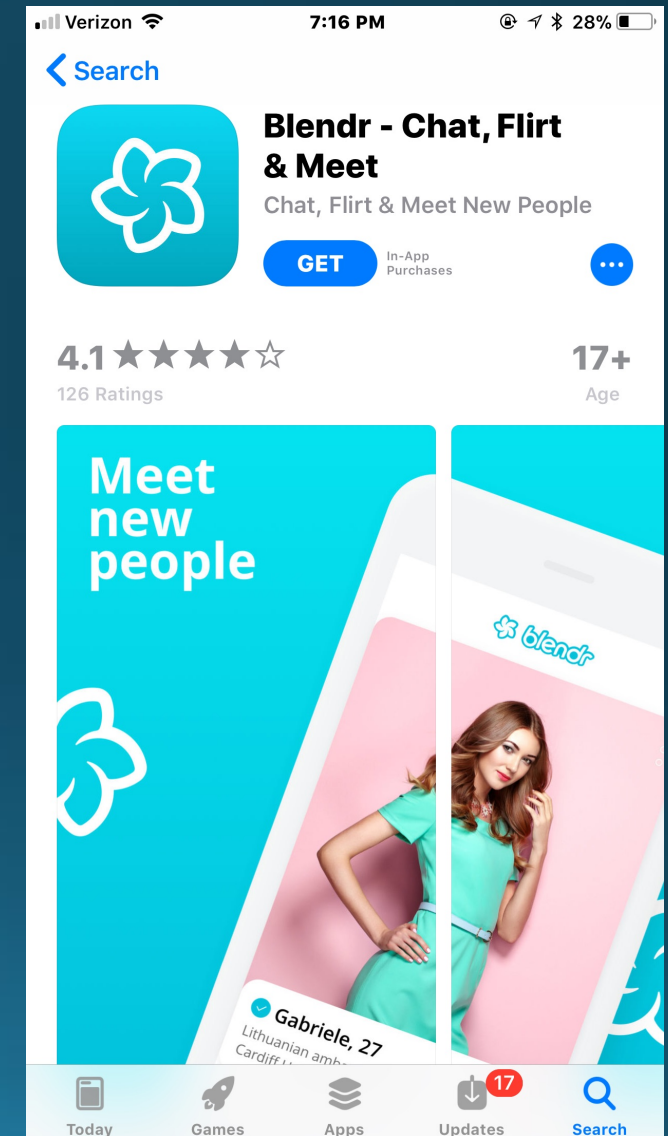 Verizon 7:16 PM 28%
Search
Blendr - Chat, Flirt
& Meet
Chat, Flirt & Meet New People
GET
In-App
Purchases
4.1
17+
126 Ratings
Age
Meet
new
people
blendr
Gabriele, 27
Lithuanian
Cardiff
17
Today
Games
Apps
Updates
Search